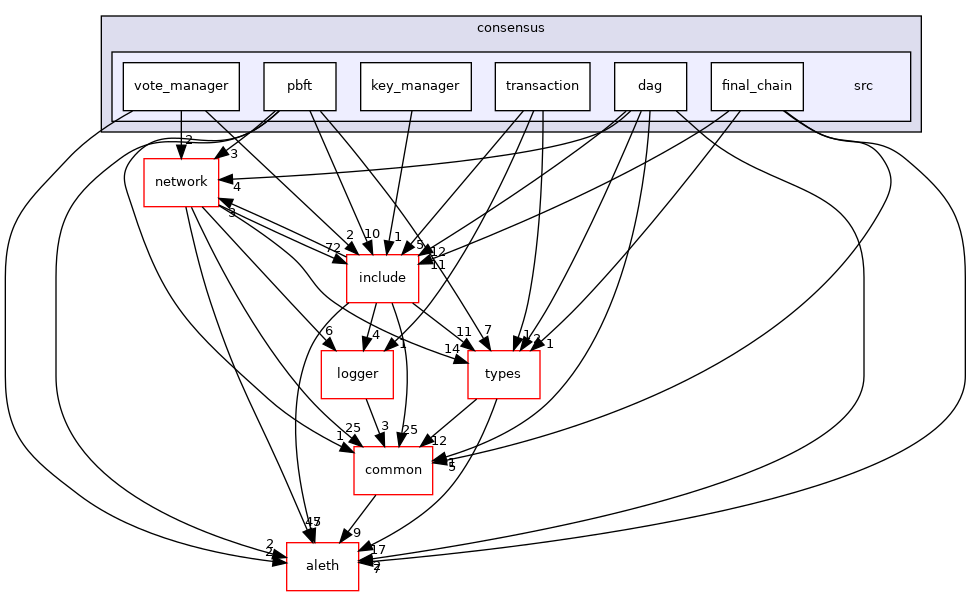 consensus
vote_manager
pbft
key_manager
transaction
dag
final_chain
src
2
3
network
4
3
2
10
1
5
12
72
11
include
6
4
1
11
7
1
2
1
14
logger
types
25
1
3
25
12
5
common
9
2
2
17
2
7
aleth